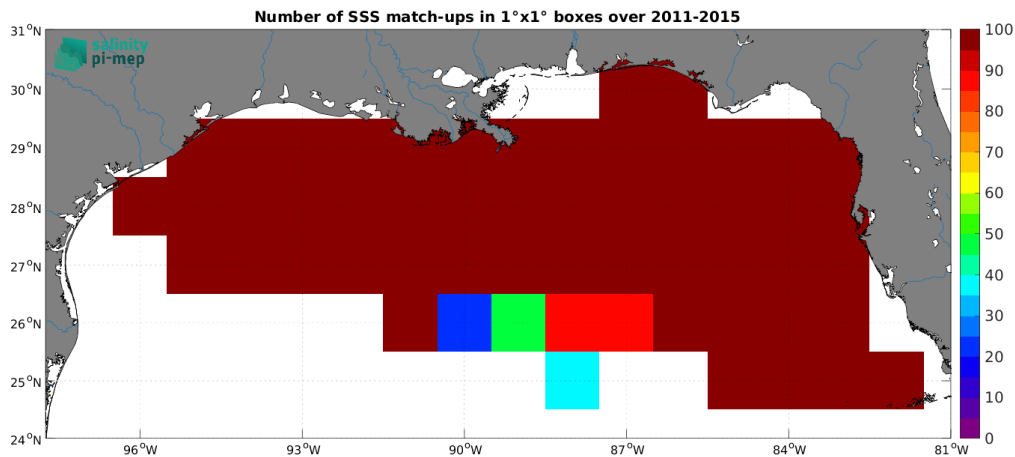 Number of SSS match-ups in 1°x1° boxes over 2011-2015
salinity
pi-mep
31°N
30°N
29°N
28°N
27°N
26°N
25°N
24°N
96°W
93°W
90°W
87°W
84°W
81°W
100
90
80
70
60
50
40
30
20
10
0